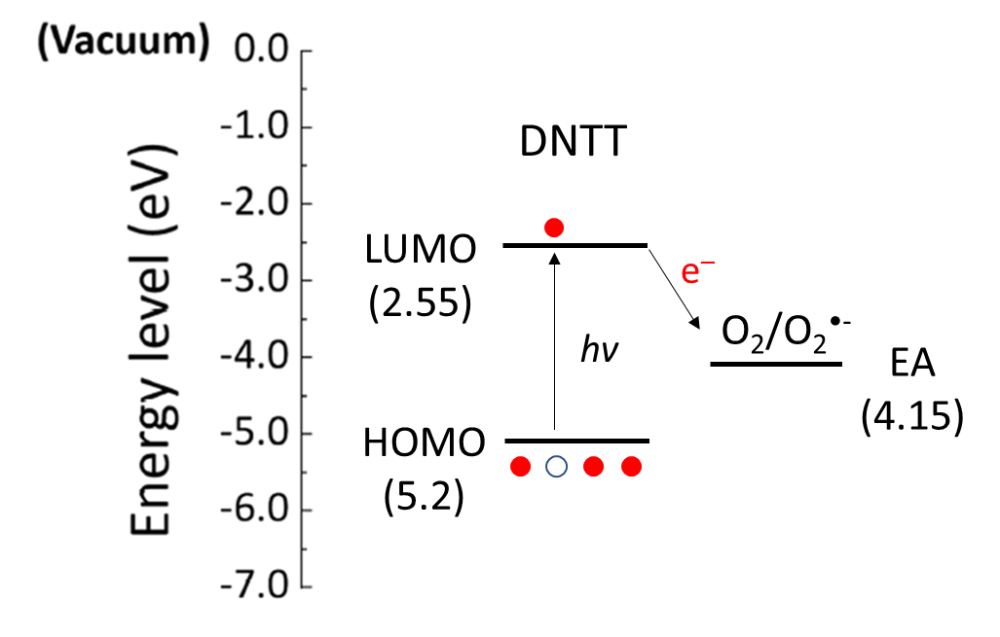 (Vacuum)
0.0
-1.0
-2.0
-3.0
-4.0
-5.0
-6.0
-7.0
Energy level (eV)
DNTT
LUMO
(2.55)
e⁻
hν
O₂/O₂•-
EA
(4.15)
HOMO
(5.2)